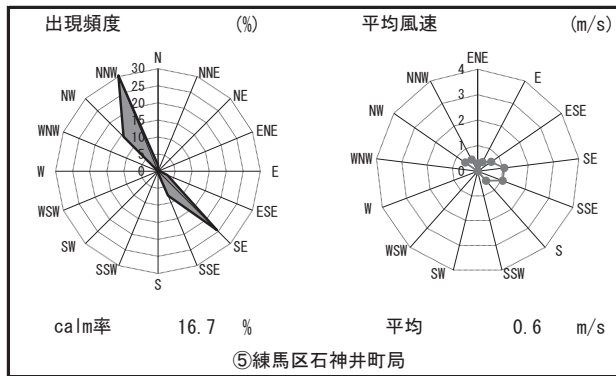 出現頻度 (%)
N
NNE
NE
ENE
E
ESE
SE
SSE
S
SSW
SW
WSW
W
WNW
NW
NNW
30
25
20
15
10
5
0
calm率 16.7 %
平均風速 (m/s)
ENE
E
ESE
SE
SSE
S
SSW
SW
WSW
W
WNW
NW
NNW
4
3
2
1
0
平均 0.6 m/s
⑤練馬区石神井町局